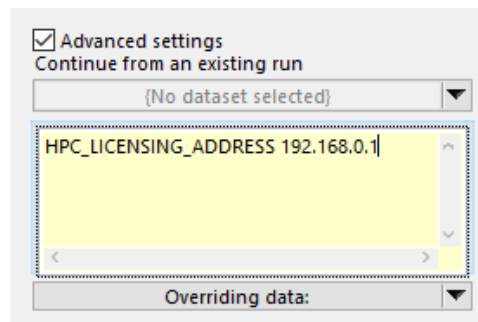 Advanced settings
Continue from an existing run
{No dataset selected}
HPC_LICENSING_ADDRESS 192.168.0.1
Overriding data: